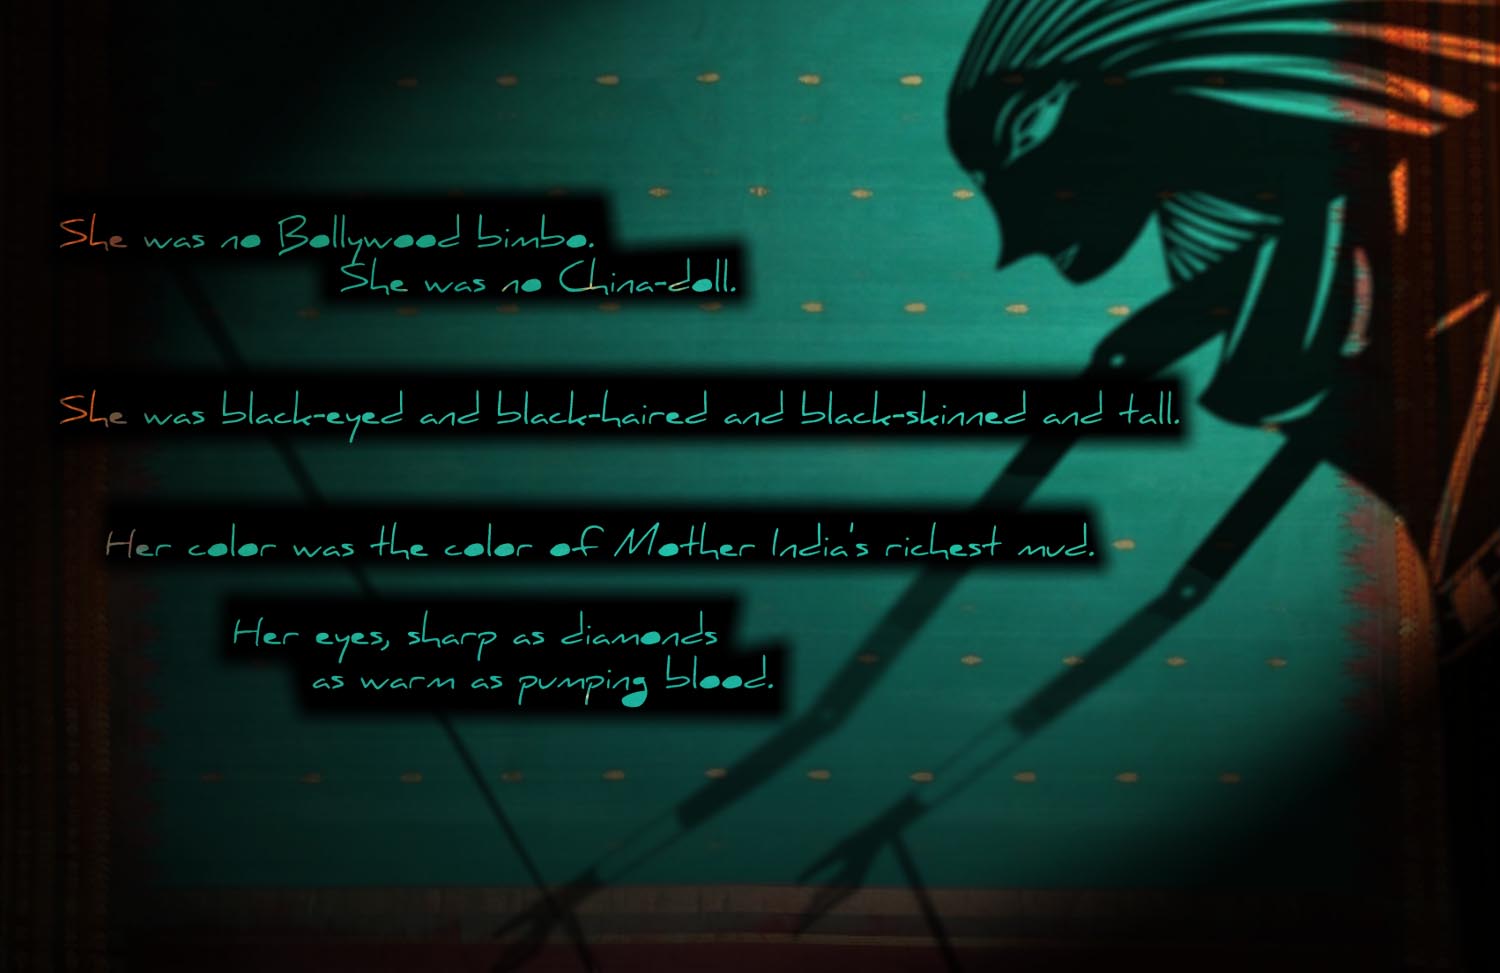 She was no Bollywood bimbo.
She was no China-doll.
She was black-eyed and black-haired and black-skinned and tall.
Her color was the color of Mother India's richest mud.
Her eyes, sharp as diamonds
as warm as pumping blood.